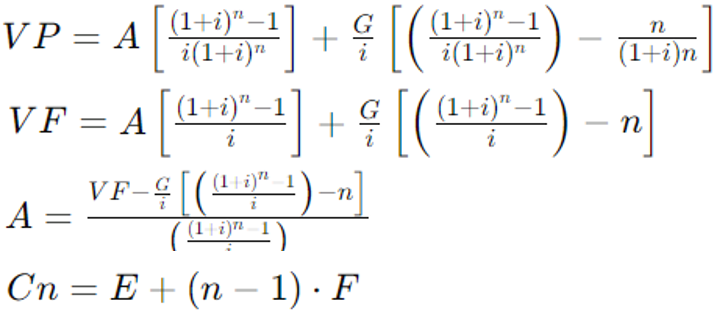 VP = A [((1+i)^n−1)/(i(1+i)^n)] + G/i [(((1+i)^n−1)/(i(1+i)^n)) − n/((1+i)n)]
VF = A [((1+i)^n−1)/i] + G/i [(((1+i)^n−1)/i) − n]
A = (VF−G/i [(((1+i)^n−1)/i)−n])/(((1+i)^n−1)/i)
Cn = E + (n − 1) · F